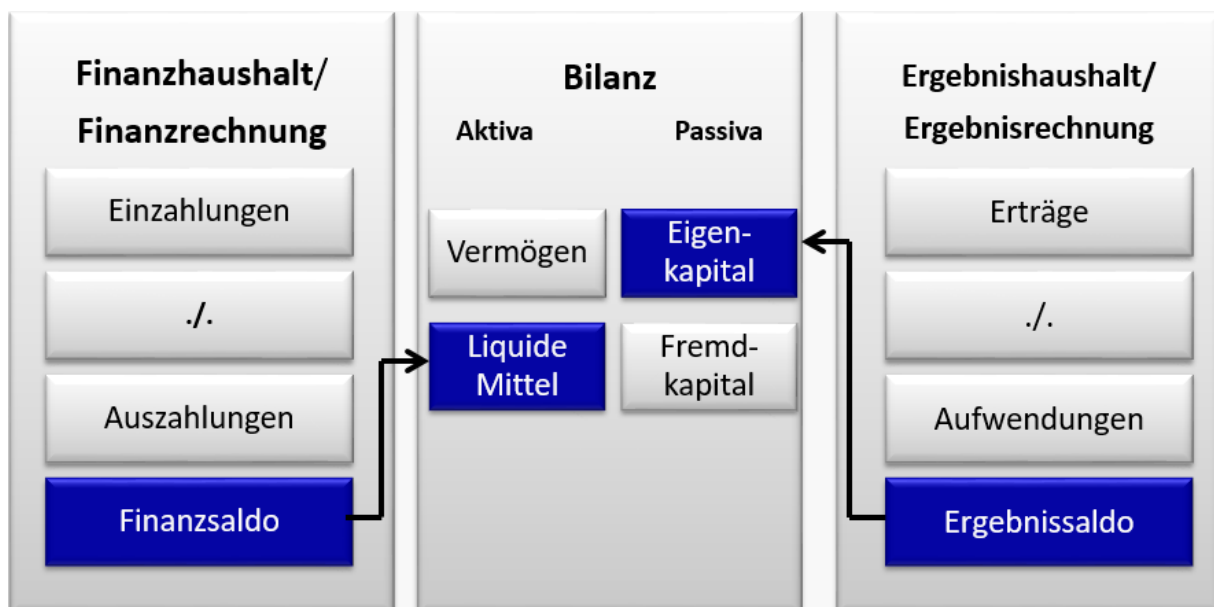 Finanzhaushalt/
Finanzrechnung
Einzahlungen
./.
Auszahlungen
Finanzsaldo
Bilanz
Aktiva
Passiva
Vermögen
Eigen-
kapital
Liquide
Mittel
Fremd-
kapital
Ergebnishaushalt/
Ergebnisrechnung
Erträge
./.
Aufwendungen
Ergebnissaldo